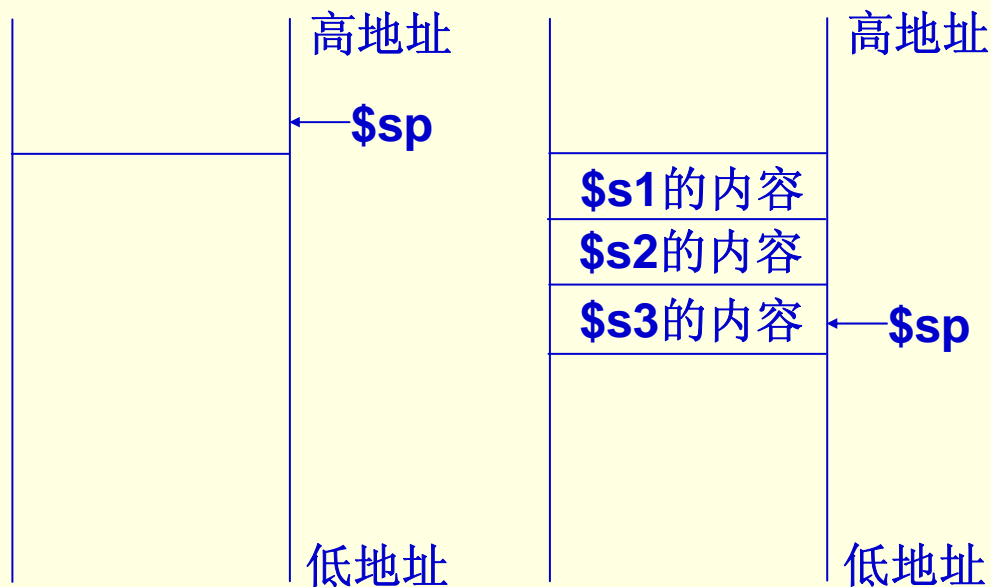 高地址
$sp
低地址
高地址
$s1的内容
$s2的内容
$s3的内容
$sp
低地址